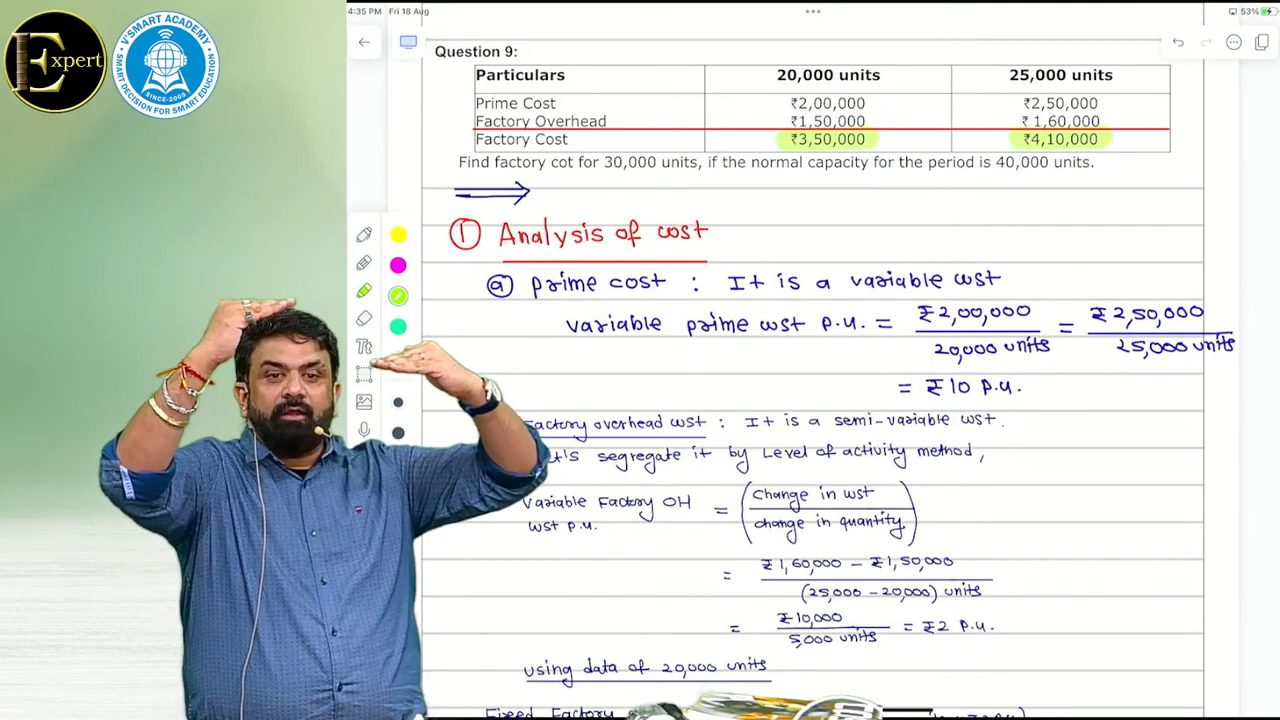 4:35 PM Fri 18 Aug
53%
Expert
V'SMART ACADEMY
SINCE-2005
SMART DECISION FOR SMART EDUCATION
Question 9:
Particulars 20,000 units 25,000 units
Prime Cost ₹2,00,000 ₹2,50,000
Factory Overhead ₹1,50,000 ₹ 1,60,000
Factory Cost ₹3,50,000 ₹4,10,000
Find factory cot for 30,000 units, if the normal capacity for the period is 40,000 units.
① Analysis of cost
ⓐ prime cost : It is a variable cost
variable prime cost p.u. = ₹2,00,000 / 20,000 units = ₹2,50,000 / 25,000 units
= ₹10 p.u.
Factory overhead cost : It is a semi-variable cost.
segregate it by Level of activity method,
Variable Factory OH cost p.u. = (change in cost / change in quantity)
= ₹1,60,000 - ₹1,50,000 / (25,000 - 20,000) units
= ₹10,000 / 5,000 units = ₹2 p.u.
using data of 20,000 units
Fixed Factory
Tt